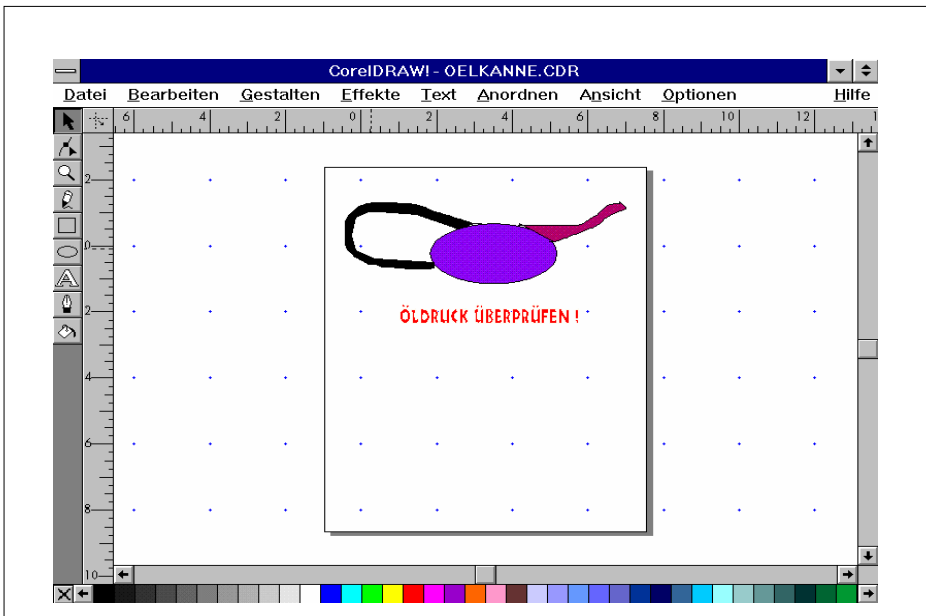 CorelDRAW! - OELKANNE.CDR
Datei Bearbeiten Gestalten Effekte Text Anordnen Ansicht Optionen Hilfe
6 4 2 0 2 4 6 8 10 12 1
2
0
2
4
6
8
10
ÖLDRUCK ÜBERPRÜFEN !